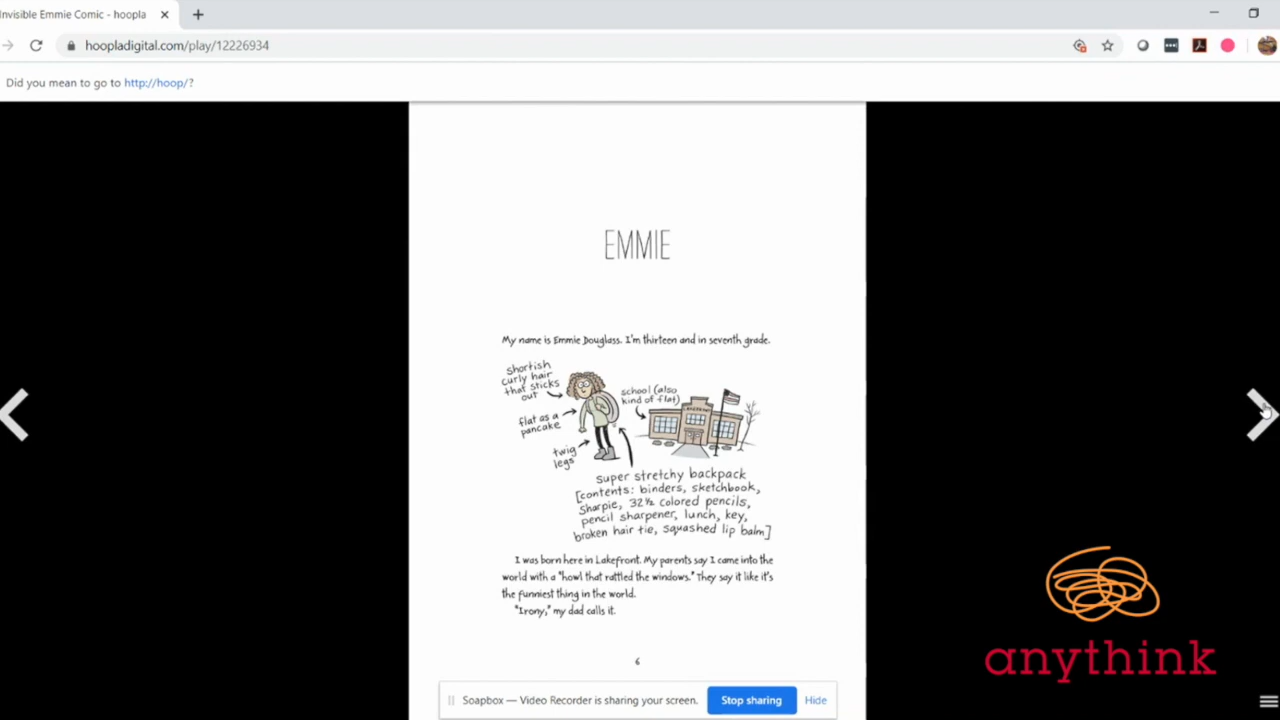 Invisible Emmie Comic - hoopla
hoopladigital.com/play/12226934
Did you mean to go to http://hoop/?
EMMIE
My name is Emmie Douglass. I'm thirteen and in seventh grade.
shortish
curly hair
that sticks
out
flat as a
pancake
twig
legs
school (also
kind of flat)
LAKEFRONT
super stretchy backpack
[contents: binders, sketchbook,
Sharpie, 32½ colored pencils,
pencil sharpener, lunch, key,
broken hair tie, squashed lip balm]
I was born here in Lakefront. My parents say I came into the
world with a "howl that rattled the windows." They say it like it's
the funniest thing in the world.
"Irony," my dad calls it.
6
Soapbox — Video Recorder is sharing your screen.
Stop sharing
Hide
anythink